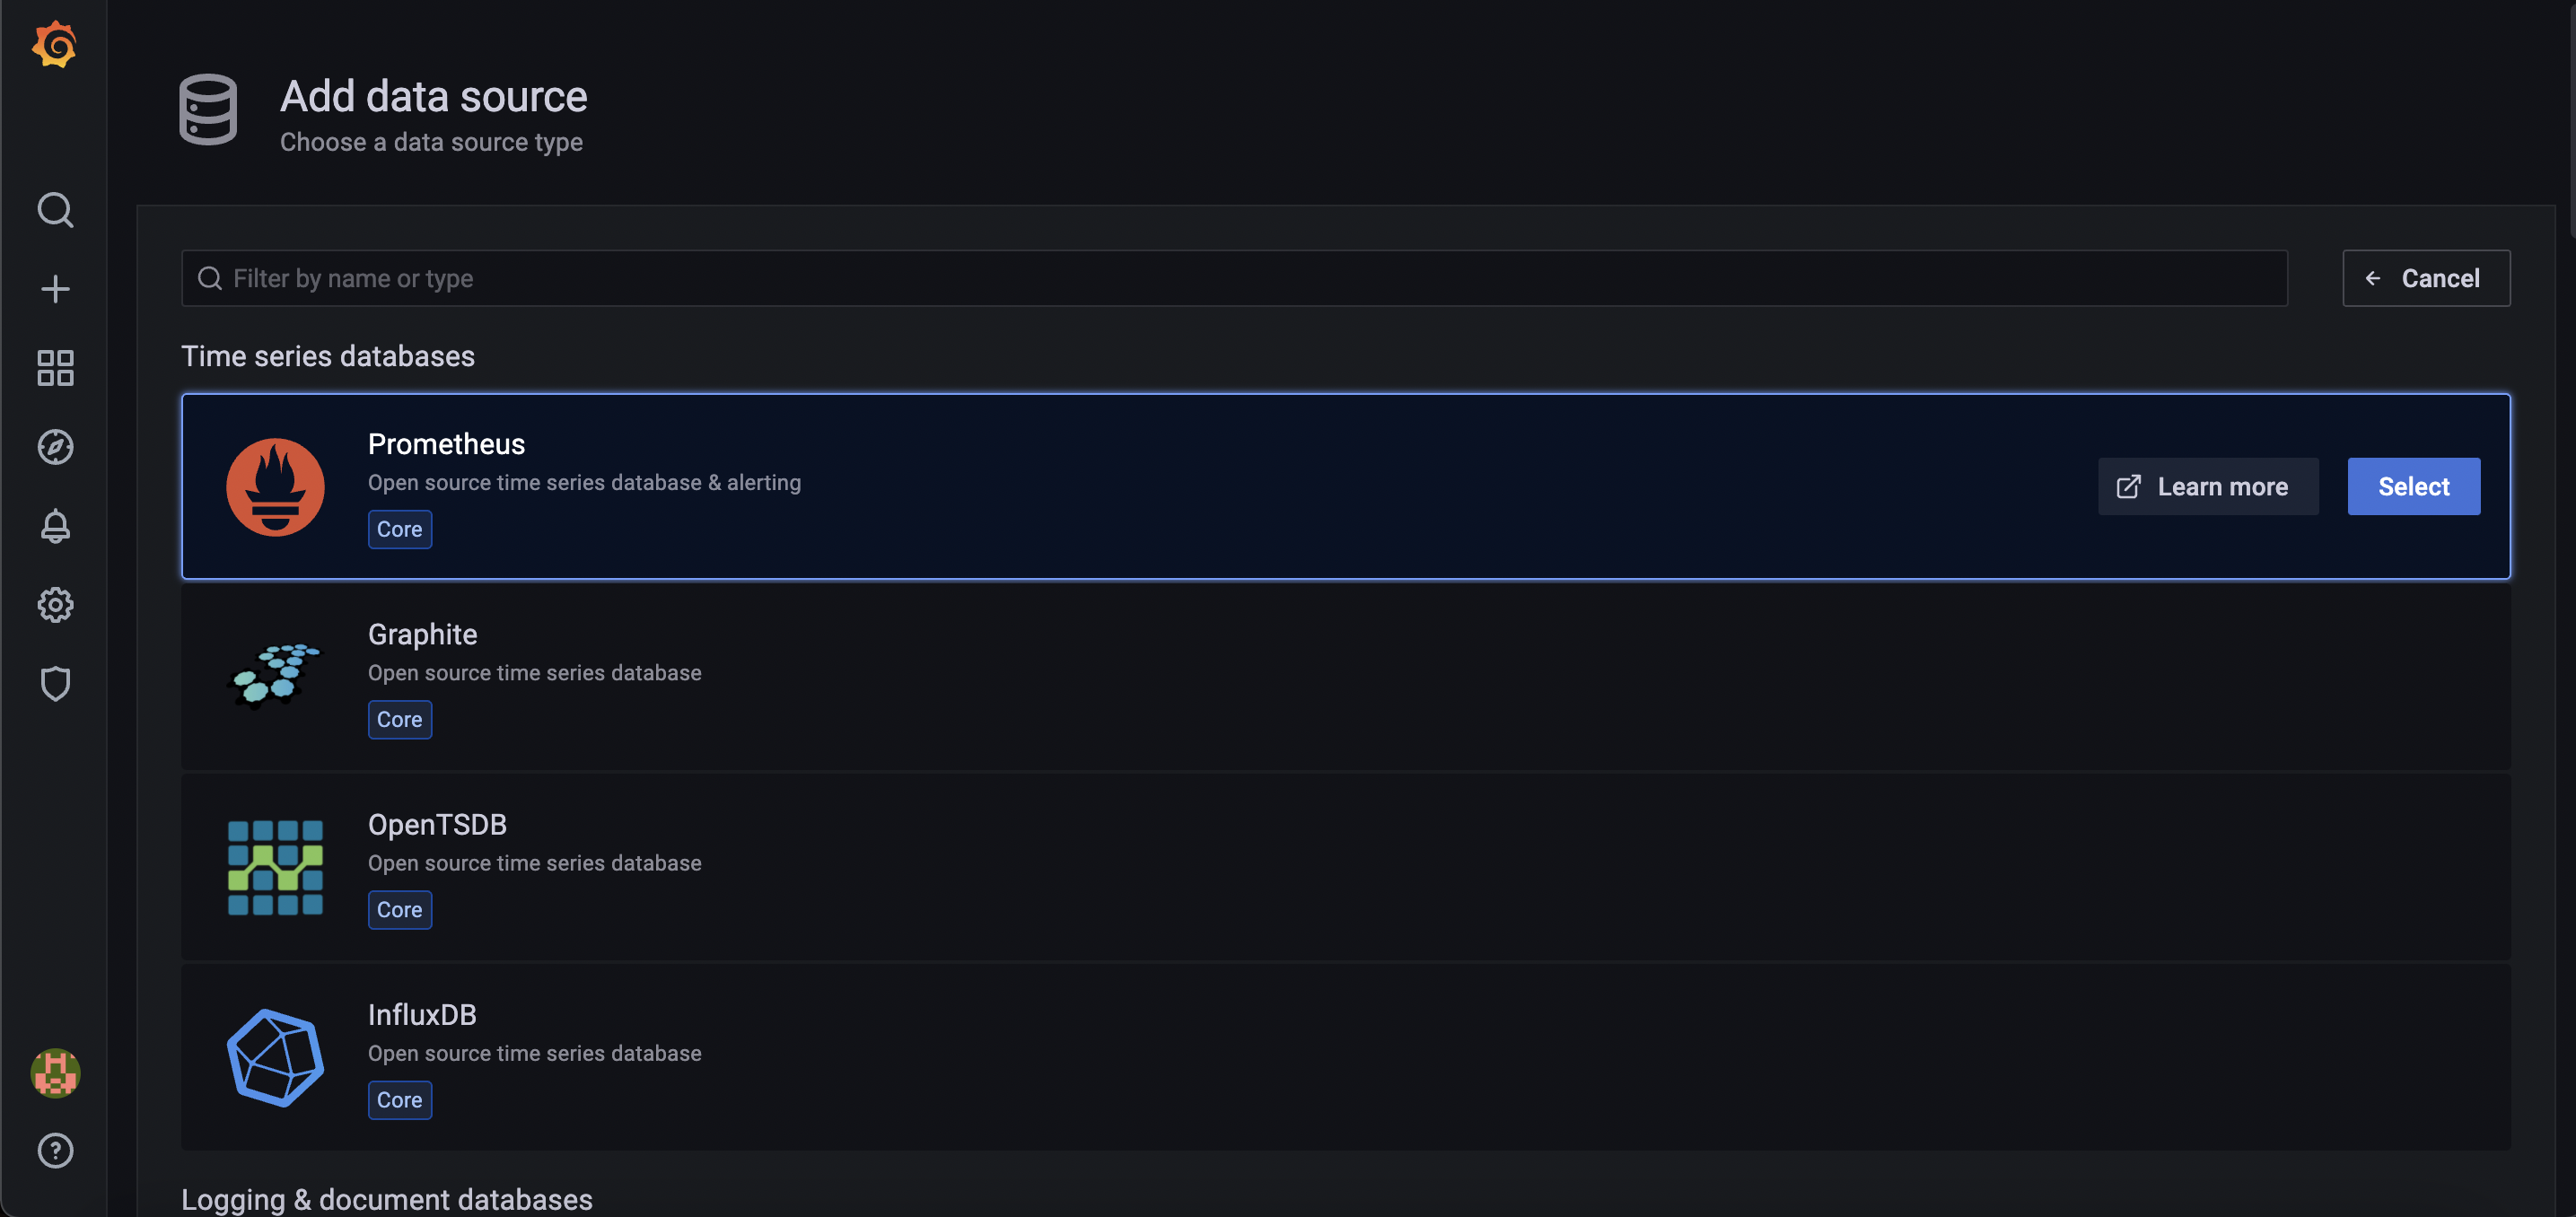 Add data source
Choose a data source type
Filter by name or type
Cancel
Time series databases
Prometheus
Open source time series database & alerting
Core
Learn more
Select
Graphite
Open source time series database
Core
OpenTSDB
Open source time series database
Core
InfluxDB
Open source time series database
Core
Logging & document databases